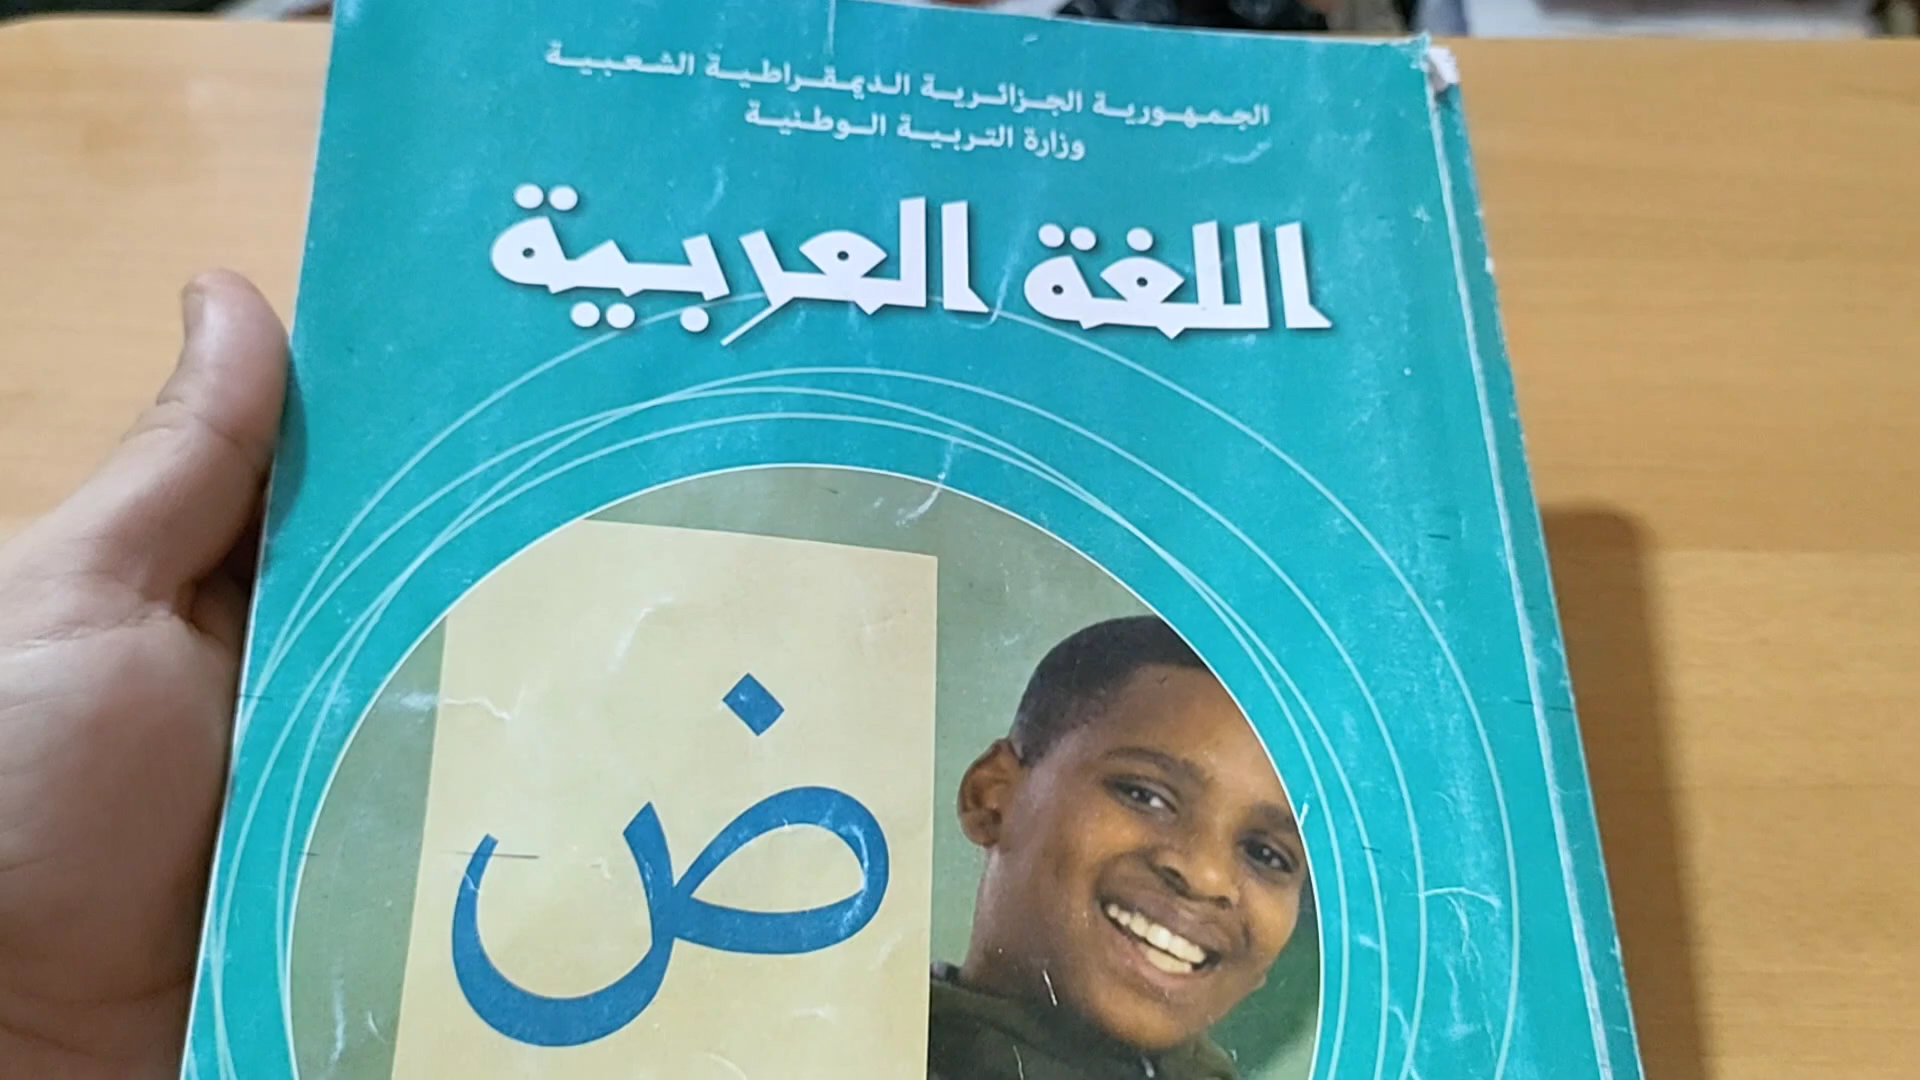 الجمهورية الجزائرية الديمقراطية الشعبية
وزارة التربية الوطنية
اللغة العربية
ض